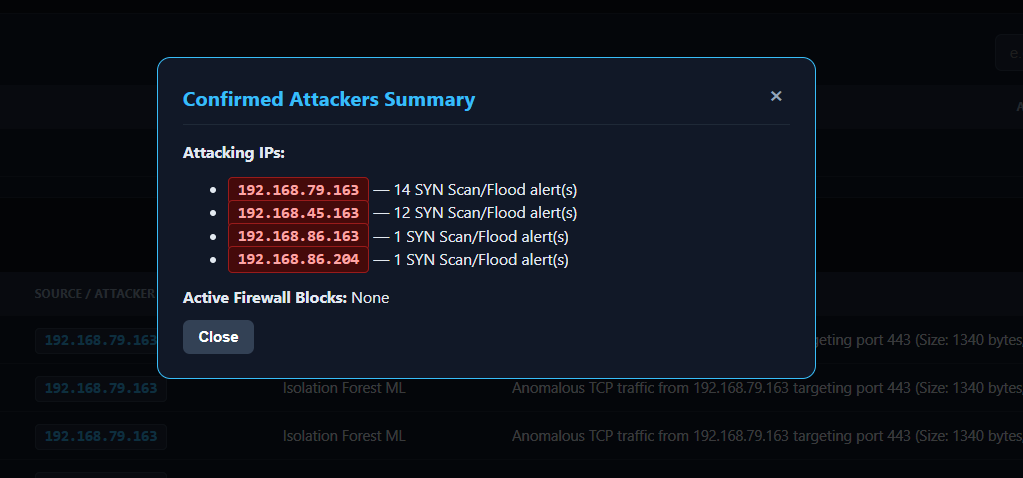 e.
Confirmed Attackers Summary ×
A
Attacking IPs:
• 192.168.79.163 — 14 SYN Scan/Flood alert(s)
• 192.168.45.163 — 12 SYN Scan/Flood alert(s)
• 192.168.86.163 — 1 SYN Scan/Flood alert(s)
• 192.168.86.204 — 1 SYN Scan/Flood alert(s)
SOURCE / ATTACKER
Active Firewall Blocks: None
Close
192.168.79.163 geting port 443 (Size: 1340 bytes
192.168.79.163 Isolation Forest ML Anomalous TCP traffic from 192.168.79.163 targeting port 443 (Size: 1340 bytes
192.168.79.163 Isolation Forest ML Anomalous TCP traffic from 192.168.79.163 targeting port 443 (Size: 1340 bytes